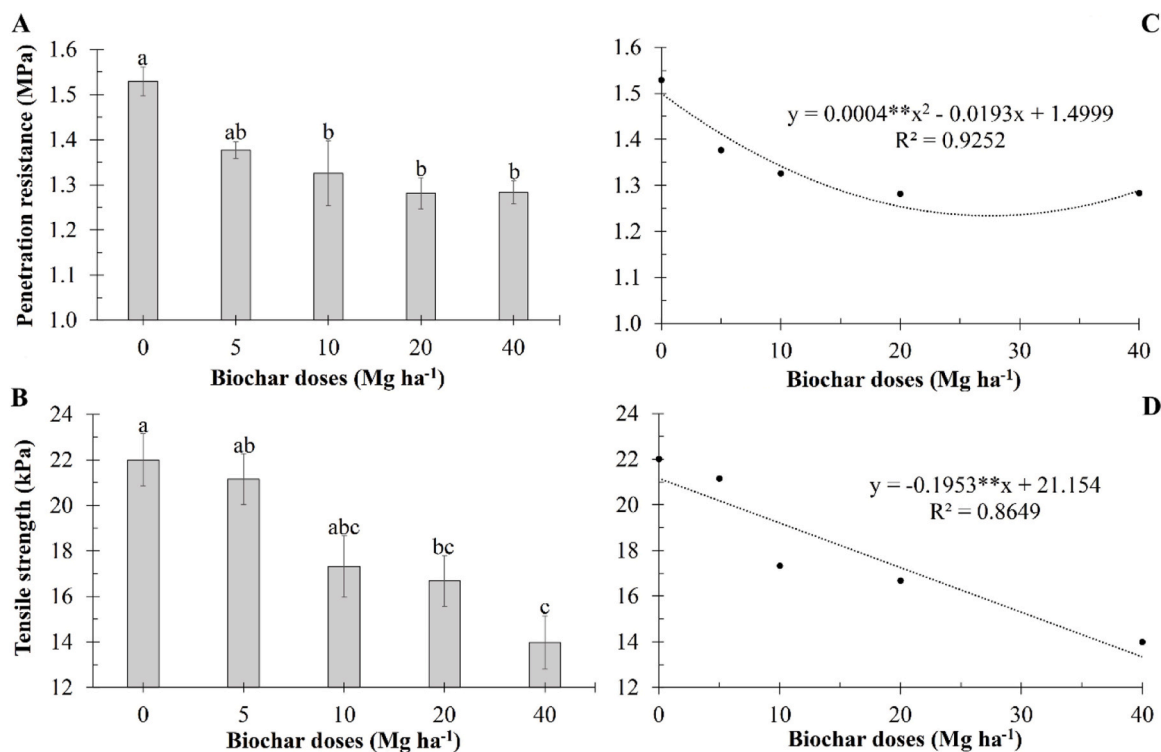 A
Penetration resistance (MPa)
1.6
1.5
1.4
1.3
1.2
1.1
1.0
a
ab
b
b
b
0
5
10
20
40
Biochar doses (Mg ha⁻¹)
C
1.6
1.5
1.4
1.3
1.2
1.1
1.0
y = 0.0004**x² - 0.0193x + 1.4999
R² = 0.9252
0
10
20
30
40
Biochar doses (Mg ha⁻¹)
B
Tensile strength (kPa)
24
22
20
18
16
14
12
a
ab
abc
bc
c
0
5
10
20
40
Biochar doses (Mg ha⁻¹)
D
24
22
20
18
16
14
12
y = -0.1953**x + 21.154
R² = 0.8649
0
10
20
30
40
Biochar doses (Mg ha⁻¹)